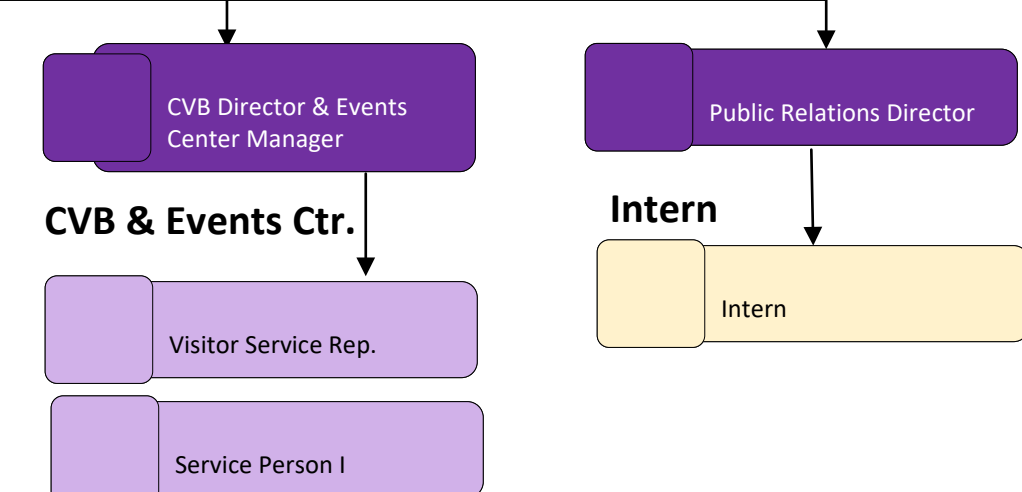 CVB Director & Events
Center Manager
Public Relations Director
CVB & Events Ctr.
Intern
Visitor Service Rep.
Intern
Service Person I